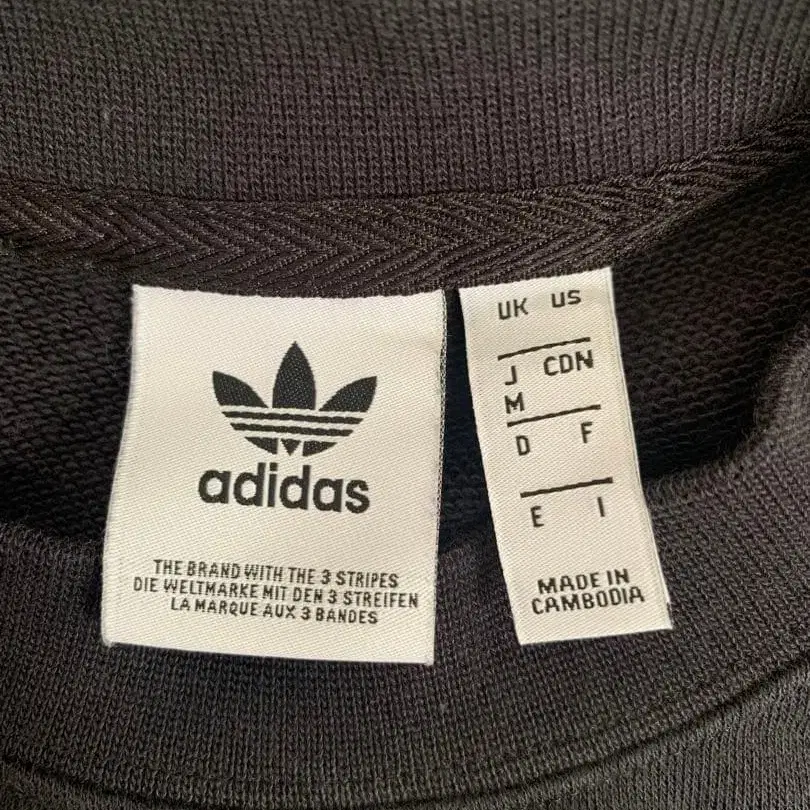 adidas
THE BRAND WITH THE 3 STRIPES
DIE WELTMARKE MIT DEN 3 STREIFEN
LA MARQUE AUX 3 BANDES
UK US
J CDN
M
D F
E I
MADE IN
CAMBODIA